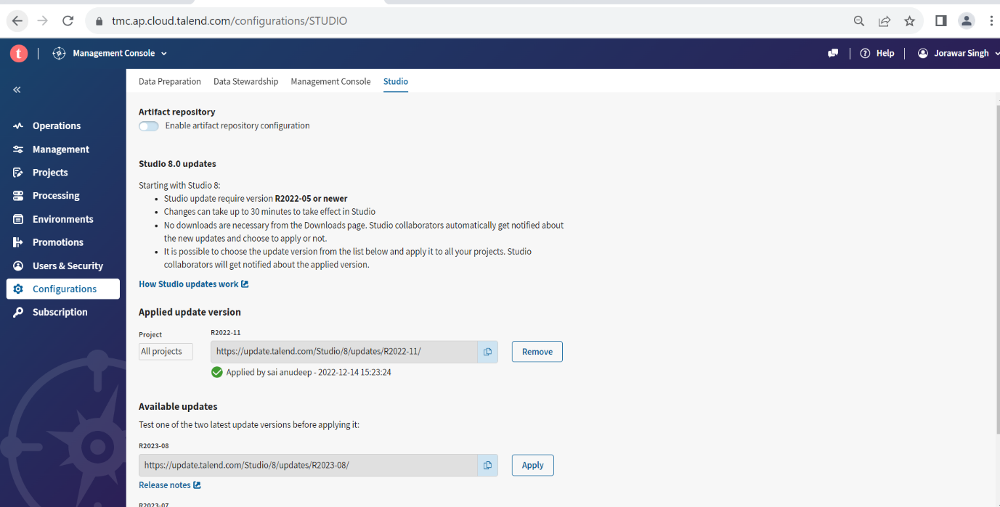 tmc.ap.cloud.talend.com/configurations/STUDIO
t
Management Console
Help
Jorawar Singh
Operations
Management
Projects
Processing
Environments
Promotions
Users & Security
Configurations
Subscription
Data Preparation Data Stewardship Management Console Studio
Artifact repository
Enable artifact repository configuration
Studio 8.0 updates
Starting with Studio 8:
• Studio update require version R2022-05 or newer
• Changes can take up to 30 minutes to take effect in Studio
• No downloads are necessary from the Downloads page. Studio collaborators automatically get notified about
the new updates and choose to apply or not.
• It is possible to choose the update version from the list below and apply it to all your projects. Studio
collaborators will get notified about the applied version.
How Studio updates work
Applied update version
Project
All projects
R2022-11
https://update.talend.com/Studio/8/updates/R2022-11/
Remove
Applied by sai anudeep - 2022-12-14 15:23:24
Available updates
Test one of the two latest update versions before applying it:
R2023-08
https://update.talend.com/Studio/8/updates/R2023-08/
Apply
Release notes
R2023-07